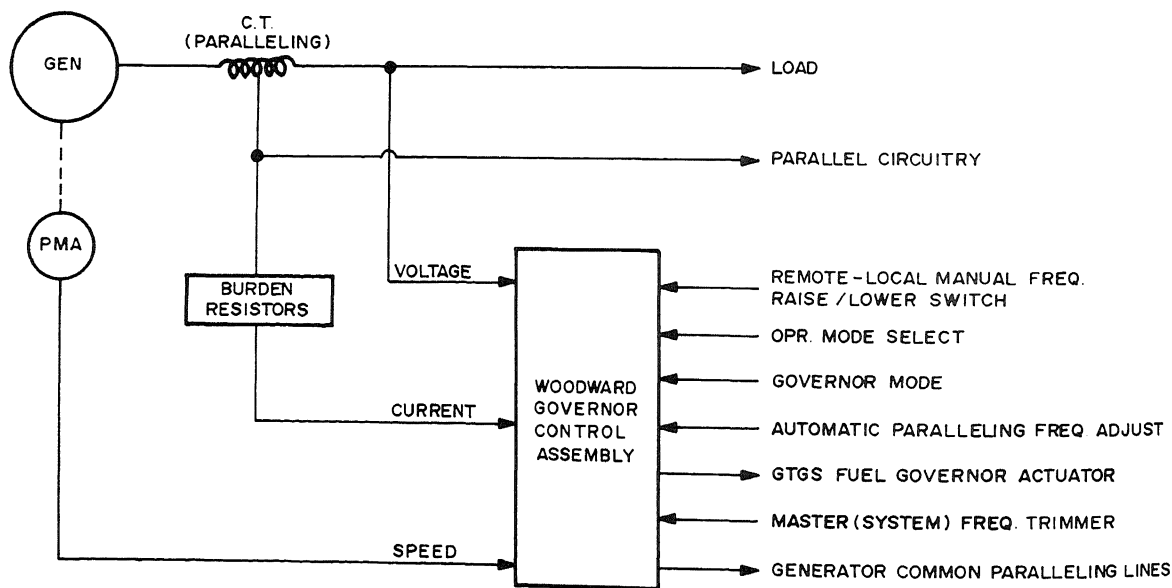 C.T.
(PARALLELING)
GEN
LOAD
PARALLEL CIRCUITRY
PMA
BURDEN
RESISTORS
VOLTAGE
CURRENT
SPEED
WOODWARD
GOVERNOR
CONTROL
ASSEMBLY
REMOTE-LOCAL MANUAL FREQ.
RAISE/LOWER SWITCH
OPR. MODE SELECT
GOVERNOR MODE
AUTOMATIC PARALLELING FREQ. ADJUST
GTGS FUEL GOVERNOR ACTUATOR
MASTER (SYSTEM) FREQ. TRIMMER
GENERATOR COMMON PARALLELING LINES